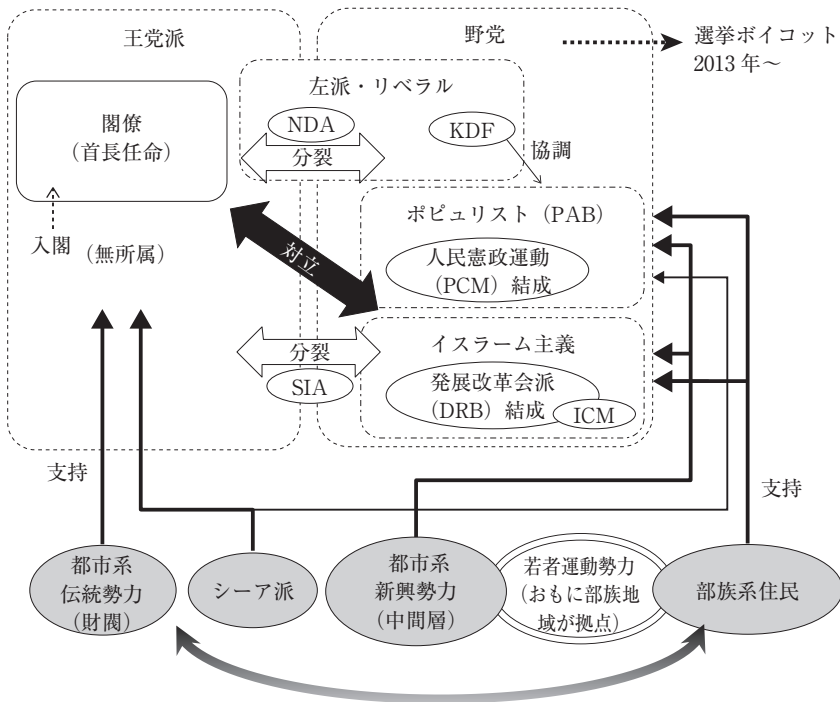 王党派
野党
選挙ボイコット
2013 年～
左派・リベラル
閣僚
（首長任命）
NDA
KDF
分裂
協調
入閣
（無所属）
対立
ポピュリスト（PAB）
人民憲政運動
（PCM）結成
分裂
SIA
イスラーム主義
発展改革会派
（DRB）結成
ICM
支持
支持
都市系
伝統勢力
（財閥）
シーア派
都市系
新興勢力
（中間層）
若者運動勢力
（おもに部族地
域が拠点）
部族系住民